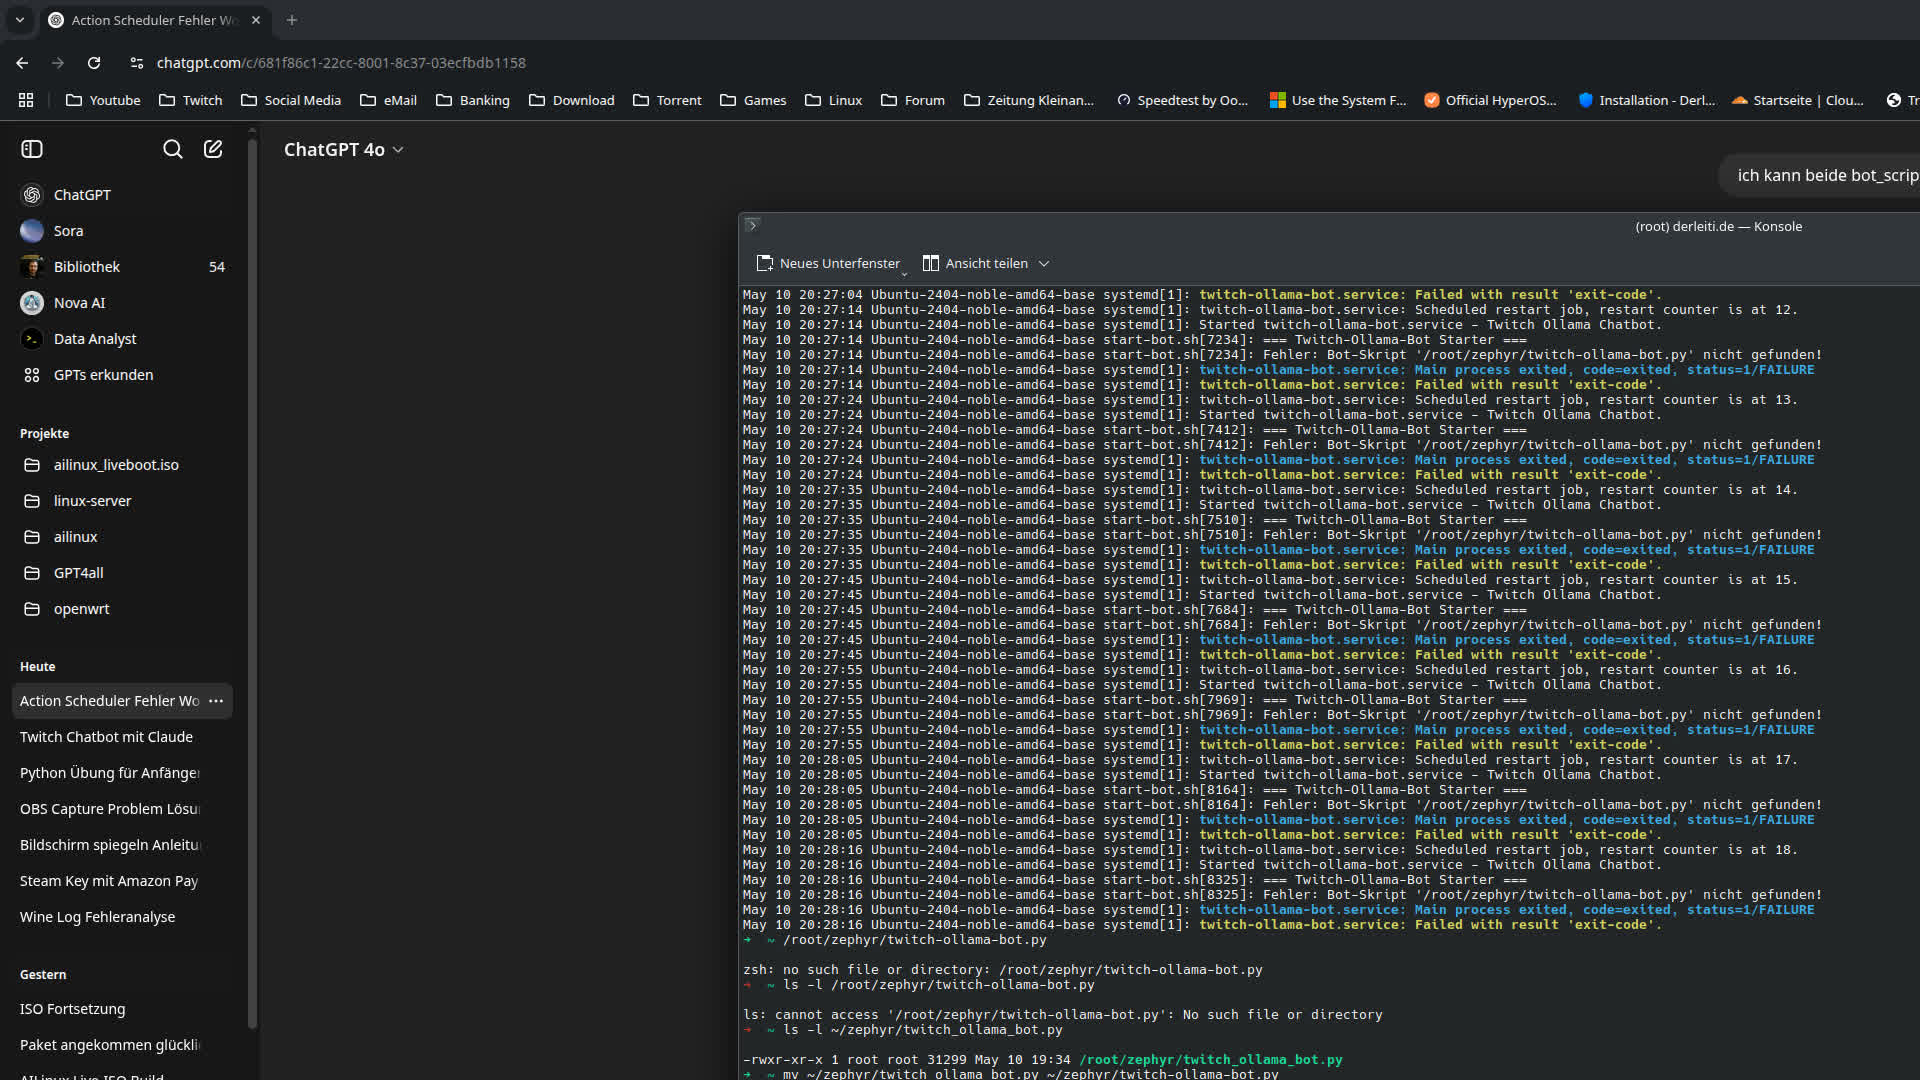 Action Scheduler Fehler Wo
chatgpt.com/c/681f86c1-22cc-8001-8c37-03ecfbdb1158
Youtube Twitch Social Media eMail Banking Download Torrent Games Linux Forum Zeitung Kleinan... Speedtest by Oo... Use the System F... Official HyperOS... Installation - Derl... Startseite | Clou... Tr
ChatGPT 4o
ich kann beide bot_scrip
ChatGPT
Sora
Bibliothek 54
Nova AI
Data Analyst
GPTs erkunden
Projekte
ailinux_liveboot.iso
linux-server
ailinux
GPT4all
openwrt
Heute
Action Scheduler Fehler Wo
Twitch Chatbot mit Claude
Python Übung für Anfänger
OBS Capture Problem Lösu
Bildschirm spiegeln Anleitu
Steam Key mit Amazon Pay
Wine Log Fehleranalyse
Gestern
ISO Fortsetzung
Paket angekommen glückli
AILinux Live ISO Build
(root) derleiti.de — Konsole
Neues Unterfenster Ansicht teilen
May 10 20:27:04 Ubuntu-2404-noble-amd64-base systemd[1]: twitch-ollama-bot.service: Failed with result 'exit-code'.
May 10 20:27:14 Ubuntu-2404-noble-amd64-base systemd[1]: twitch-ollama-bot.service: Scheduled restart job, restart counter is at 12.
May 10 20:27:14 Ubuntu-2404-noble-amd64-base systemd[1]: Started twitch-ollama-bot.service - Twitch Ollama Chatbot.
May 10 20:27:14 Ubuntu-2404-noble-amd64-base start-bot.sh[7234]: === Twitch-Ollama-Bot Starter ===
May 10 20:27:14 Ubuntu-2404-noble-amd64-base start-bot.sh[7234]: Fehler: Bot-Skript '/root/zephyr/twitch-ollama-bot.py' nicht gefunden!
May 10 20:27:14 Ubuntu-2404-noble-amd64-base systemd[1]: twitch-ollama-bot.service: Main process exited, code=exited, status=1/FAILURE
May 10 20:27:14 Ubuntu-2404-noble-amd64-base systemd[1]: twitch-ollama-bot.service: Failed with result 'exit-code'.
May 10 20:27:24 Ubuntu-2404-noble-amd64-base systemd[1]: twitch-ollama-bot.service: Scheduled restart job, restart counter is at 13.
May 10 20:27:24 Ubuntu-2404-noble-amd64-base systemd[1]: Started twitch-ollama-bot.service - Twitch Ollama Chatbot.
May 10 20:27:24 Ubuntu-2404-noble-amd64-base start-bot.sh[7412]: === Twitch-Ollama-Bot Starter ===
May 10 20:27:24 Ubuntu-2404-noble-amd64-base start-bot.sh[7412]: Fehler: Bot-Skript '/root/zephyr/twitch-ollama-bot.py' nicht gefunden!
May 10 20:27:24 Ubuntu-2404-noble-amd64-base systemd[1]: twitch-ollama-bot.service: Main process exited, code=exited, status=1/FAILURE
May 10 20:27:24 Ubuntu-2404-noble-amd64-base systemd[1]: twitch-ollama-bot.service: Failed with result 'exit-code'.
May 10 20:27:35 Ubuntu-2404-noble-amd64-base systemd[1]: twitch-ollama-bot.service: Scheduled restart job, restart counter is at 14.
May 10 20:27:35 Ubuntu-2404-noble-amd64-base systemd[1]: Started twitch-ollama-bot.service - Twitch Ollama Chatbot.
May 10 20:27:35 Ubuntu-2404-noble-amd64-base start-bot.sh[7510]: === Twitch-Ollama-Bot Starter ===
May 10 20:27:35 Ubuntu-2404-noble-amd64-base start-bot.sh[7510]: Fehler: Bot-Skript '/root/zephyr/twitch-ollama-bot.py' nicht gefunden!
May 10 20:27:35 Ubuntu-2404-noble-amd64-base systemd[1]: twitch-ollama-bot.service: Main process exited, code=exited, status=1/FAILURE
May 10 20:27:35 Ubuntu-2404-noble-amd64-base systemd[1]: twitch-ollama-bot.service: Failed with result 'exit-code'.
May 10 20:27:45 Ubuntu-2404-noble-amd64-base systemd[1]: twitch-ollama-bot.service: Scheduled restart job, restart counter is at 15.
May 10 20:27:45 Ubuntu-2404-noble-amd64-base systemd[1]: Started twitch-ollama-bot.service - Twitch Ollama Chatbot.
May 10 20:27:45 Ubuntu-2404-noble-amd64-base start-bot.sh[7684]: === Twitch-Ollama-Bot Starter ===
May 10 20:27:45 Ubuntu-2404-noble-amd64-base start-bot.sh[7684]: Fehler: Bot-Skript '/root/zephyr/twitch-ollama-bot.py' nicht gefunden!
May 10 20:27:45 Ubuntu-2404-noble-amd64-base systemd[1]: twitch-ollama-bot.service: Main process exited, code=exited, status=1/FAILURE
May 10 20:27:45 Ubuntu-2404-noble-amd64-base systemd[1]: twitch-ollama-bot.service: Failed with result 'exit-code'.
May 10 20:27:55 Ubuntu-2404-noble-amd64-base systemd[1]: twitch-ollama-bot.service: Scheduled restart job, restart counter is at 16.
May 10 20:27:55 Ubuntu-2404-noble-amd64-base systemd[1]: Started twitch-ollama-bot.service - Twitch Ollama Chatbot.
May 10 20:27:55 Ubuntu-2404-noble-amd64-base start-bot.sh[7969]: === Twitch-Ollama-Bot Starter ===
May 10 20:27:55 Ubuntu-2404-noble-amd64-base start-bot.sh[7969]: Fehler: Bot-Skript '/root/zephyr/twitch-ollama-bot.py' nicht gefunden!
May 10 20:27:55 Ubuntu-2404-noble-amd64-base systemd[1]: twitch-ollama-bot.service: Main process exited, code=exited, status=1/FAILURE
May 10 20:27:55 Ubuntu-2404-noble-amd64-base systemd[1]: twitch-ollama-bot.service: Failed with result 'exit-code'.
May 10 20:28:05 Ubuntu-2404-noble-amd64-base systemd[1]: twitch-ollama-bot.service: Scheduled restart job, restart counter is at 17.
May 10 20:28:05 Ubuntu-2404-noble-amd64-base systemd[1]: Started twitch-ollama-bot.service - Twitch Ollama Chatbot.
May 10 20:28:05 Ubuntu-2404-noble-amd64-base start-bot.sh[8164]: === Twitch-Ollama-Bot Starter ===
May 10 20:28:05 Ubuntu-2404-noble-amd64-base start-bot.sh[8164]: Fehler: Bot-Skript '/root/zephyr/twitch-ollama-bot.py' nicht gefunden!
May 10 20:28:05 Ubuntu-2404-noble-amd64-base systemd[1]: twitch-ollama-bot.service: Main process exited, code=exited, status=1/FAILURE
May 10 20:28:05 Ubuntu-2404-noble-amd64-base systemd[1]: twitch-ollama-bot.service: Failed with result 'exit-code'.
May 10 20:28:16 Ubuntu-2404-noble-amd64-base systemd[1]: twitch-ollama-bot.service: Scheduled restart job, restart counter is at 18.
May 10 20:28:16 Ubuntu-2404-noble-amd64-base systemd[1]: Started twitch-ollama-bot.service - Twitch Ollama Chatbot.
May 10 20:28:16 Ubuntu-2404-noble-amd64-base start-bot.sh[8325]: === Twitch-Ollama-Bot Starter ===
May 10 20:28:16 Ubuntu-2404-noble-amd64-base start-bot.sh[8325]: Fehler: Bot-Skript '/root/zephyr/twitch-ollama-bot.py' nicht gefunden!
May 10 20:28:16 Ubuntu-2404-noble-amd64-base systemd[1]: twitch-ollama-bot.service: Main process exited, code=exited, status=1/FAILURE
May 10 20:28:16 Ubuntu-2404-noble-amd64-base systemd[1]: twitch-ollama-bot.service: Failed with result 'exit-code'.
➜ ~ /root/zephyr/twitch-ollama-bot.py
zsh: no such file or directory: /root/zephyr/twitch-ollama-bot.py
➜ ~ ls -l /root/zephyr/twitch-ollama-bot.py
ls: cannot access '/root/zephyr/twitch-ollama-bot.py': No such file or directory
➜ ~ ls -l ~/zephyr/twitch_ollama_bot.py
-rwxr-xr-x 1 root root 31299 May 10 19:34 /root/zephyr/twitch_ollama_bot.py
➜ ~ mv ~/zephyr/twitch_ollama_bot.py ~/zephyr/twitch-ollama-bot.py